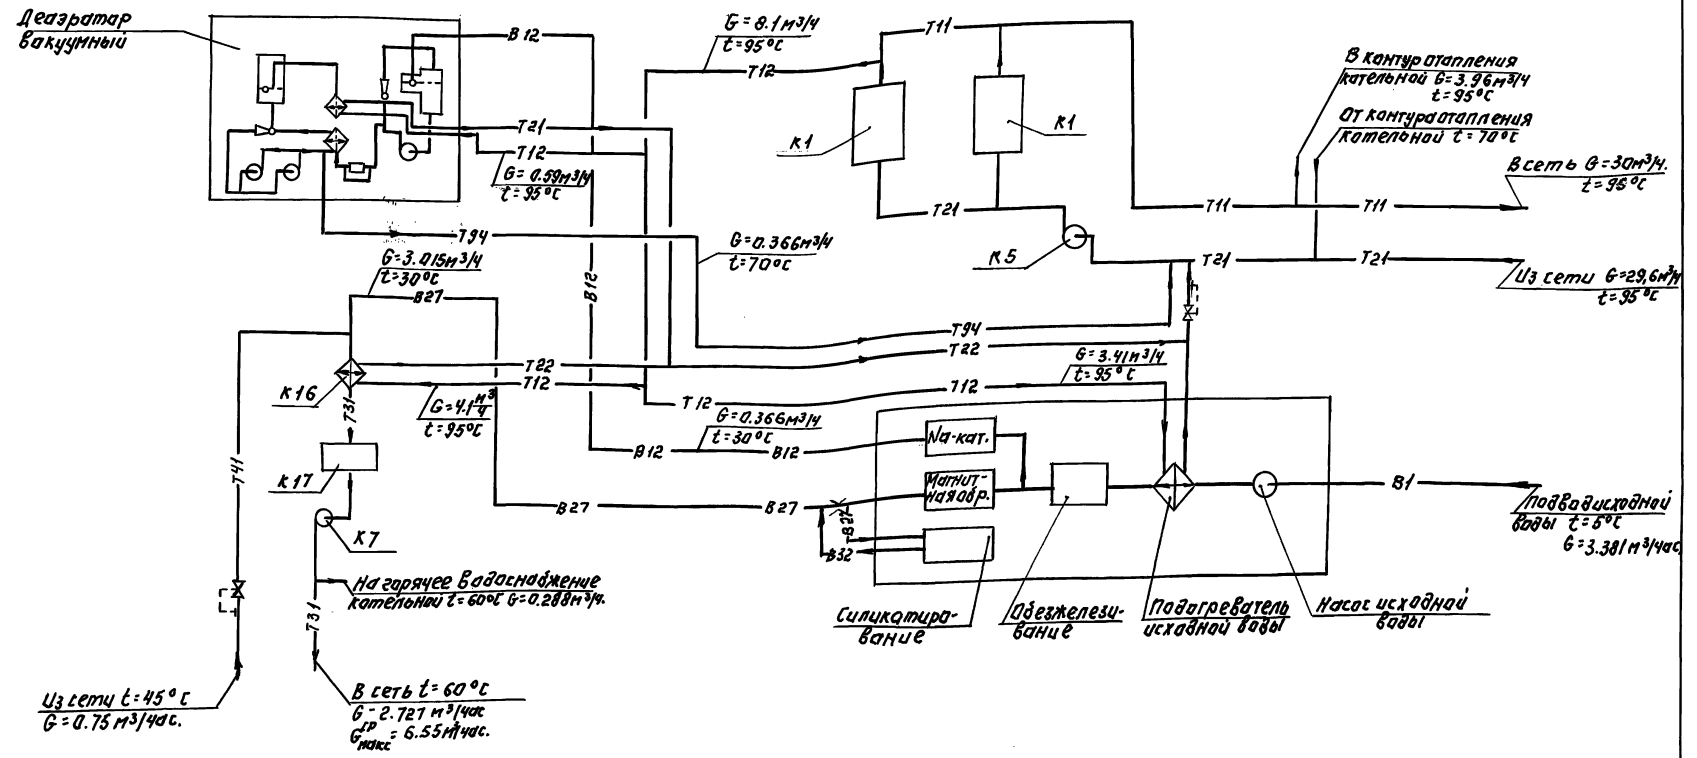 Деаэратор
вакуумный
В12
G=8.1м³/ч
t=95°С
Т12
Т11
К1
К1
В контур отопления
котельной G=3.96м³/ч
t=95°С
От контура отопления
котельной t=70°С
В сеть G=30м³/ч.
t=95°С
Т21
Т12
G=0.59м³/ч
t=95°С
Т21
Т11
Т11
Т94
G=0.366м³/ч
t=70°С
К5
Т21
Т21
Из сети G=29,6м³/ч
t=95°С
G=3.015м³/ч
t=30°С
В27
В12
Т94
Т22
Т22
G=3.41м³/ч
t=95°С
К16
Т12
Т12
Т12
G=4.1м³/ч
t=95°С
Т31
G=0.366м³/ч
t=30°С
В12
В12
Na-кат.
Т41
К17
Магнит-
ная обр.
В27
В27
В27
В32
В1
Подвод исходной
воды t=5°С
G=3.381м³/час.
К7
На горячее водоснабжение
котельной t=60°С G=0.288м³/ч.
Т31
Силикатиро-
вание
Обезжелези-
вание
Подогреватель
исходной воды
Насос исходной
воды
Из сети t=45°С
G=0.75м³/час.
В сеть t=60°С
G=2.727м³/час
Gмакс ср=6.55м³/час.